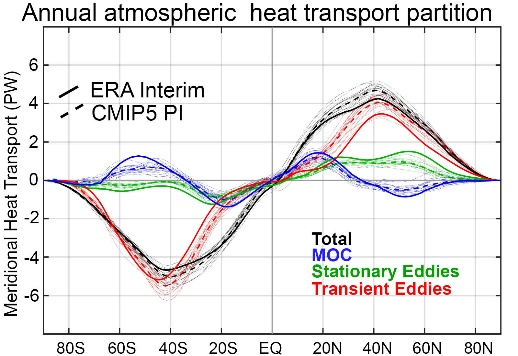 Annual atmospheric heat transport partition
Meridional Heat Transport (PW)
6
4
2
0
-2
-4
-6
ERA Interim
CMIP5 PI
Total
MOC
Stationary Eddies
Transient Eddies
80S 60S 40S 20S EQ 20N 40N 60N 80N